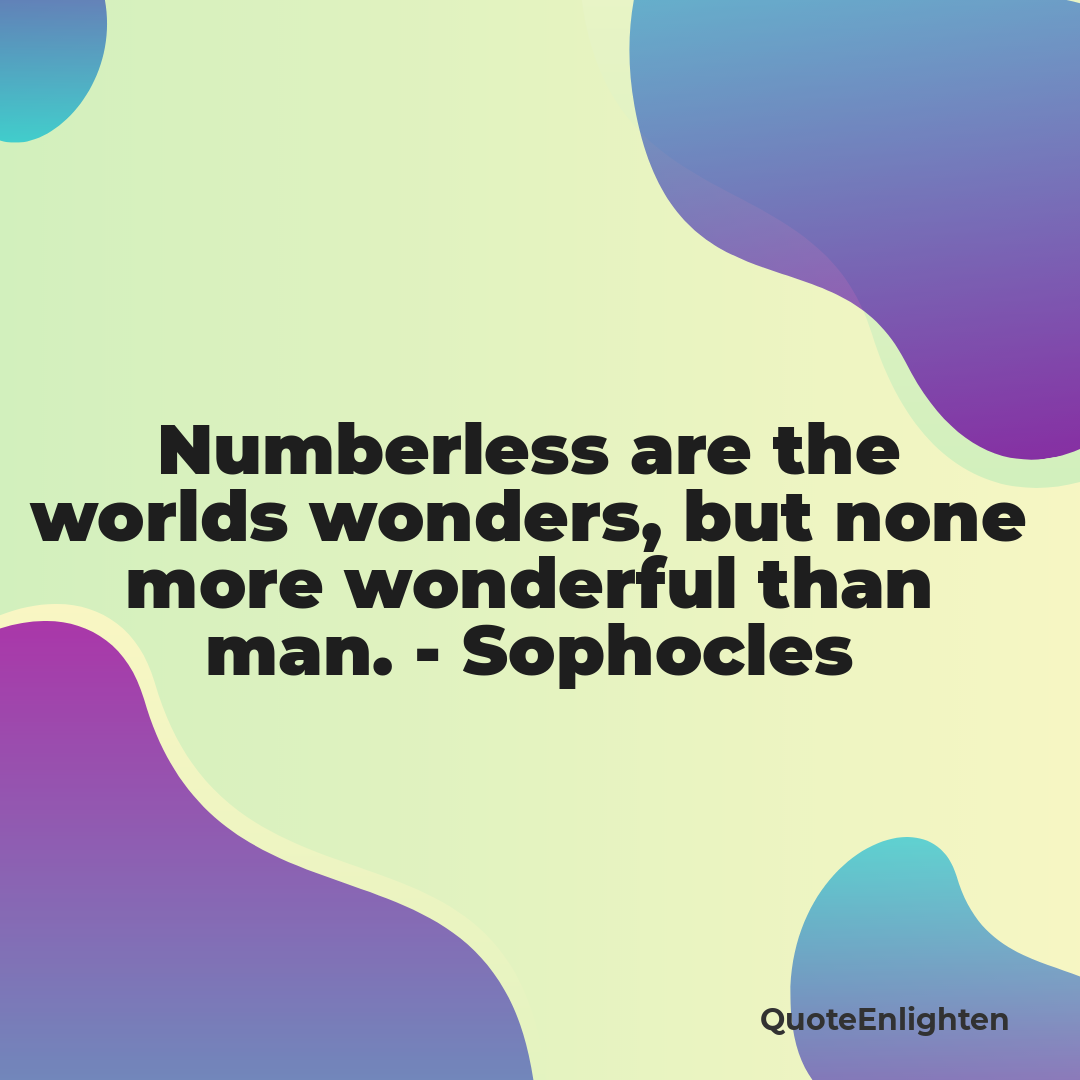 Numberless are the
worlds wonders, but none
more wonderful than
man. - Sophocles
QuoteEnlighten